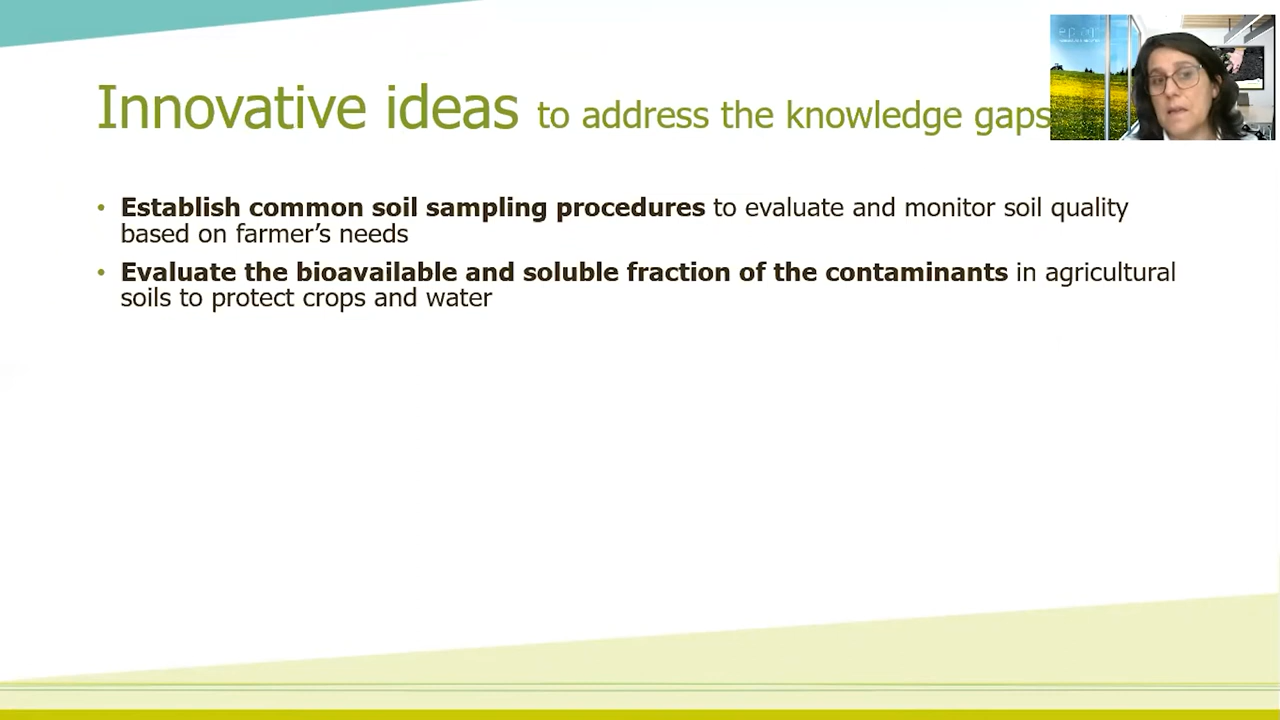 Innovative ideas to address the knowledge gaps
• Establish common soil sampling procedures to evaluate and monitor soil quality
based on farmer's needs
• Evaluate the bioavailable and soluble fraction of the contaminants in agricultural
soils to protect crops and water